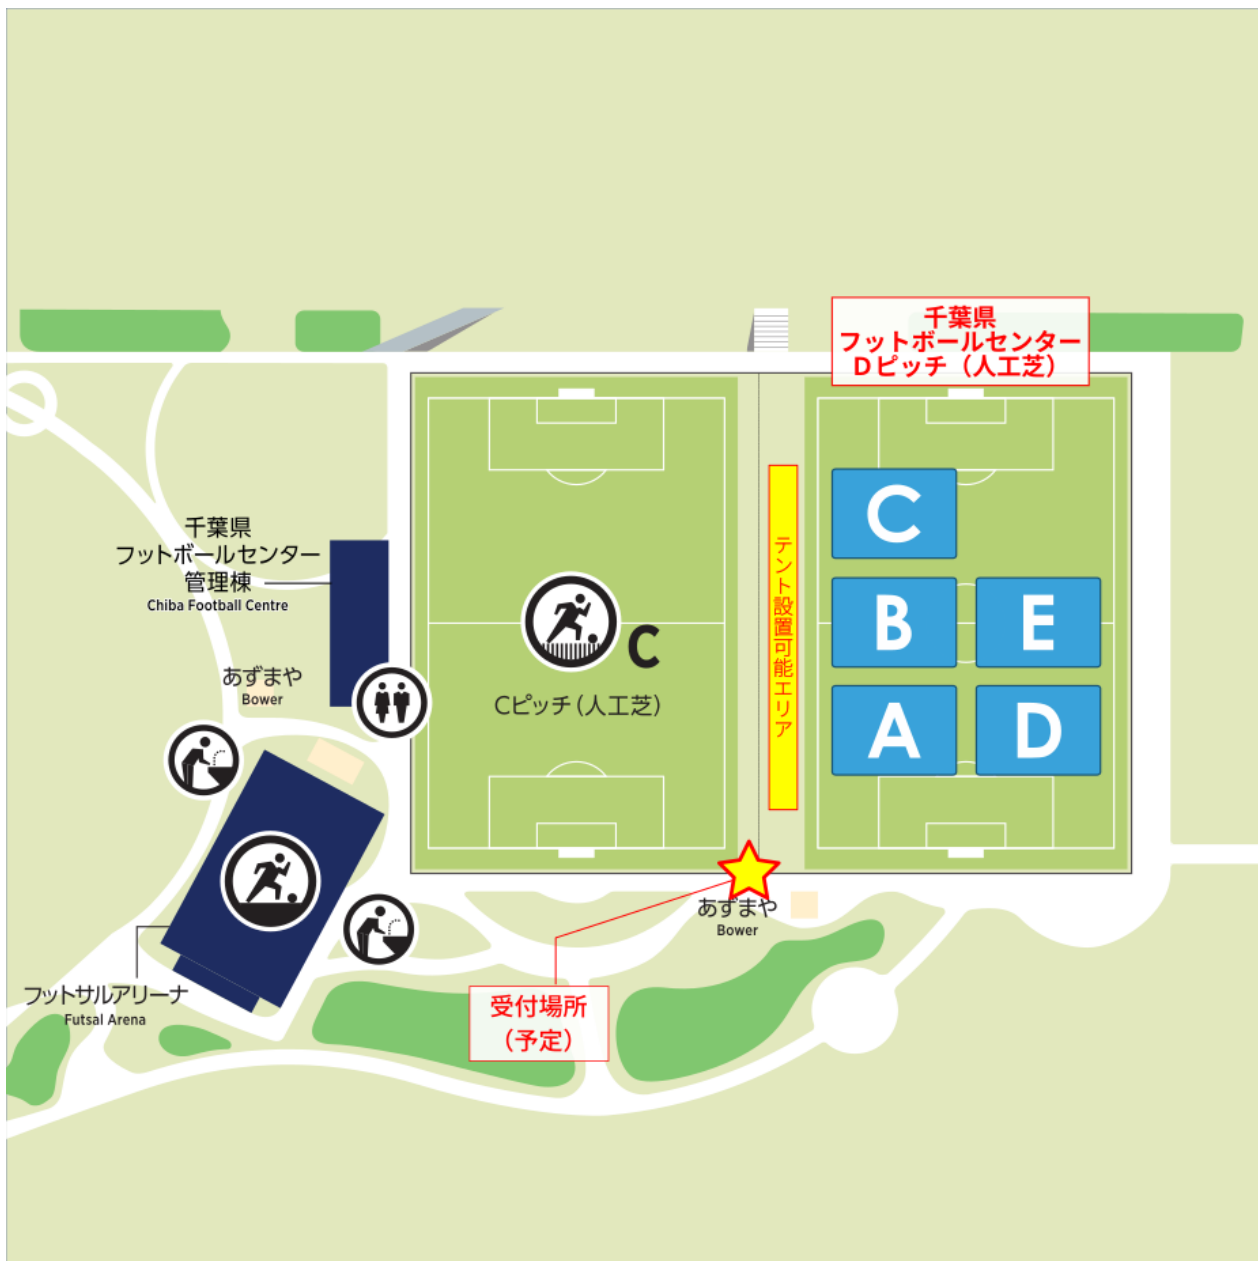 千葉県
フットボールセンター
Dピッチ（人工芝）
千葉県
フットボールセンター
管理棟
Chiba Football Centre
C
テント設置可能エリア
B
E
C
Cピッチ（人工芝）
あずまや
Bower
A
D
あずまや
Bower
フットサルアリーナ
Futsal Arena
受付場所
（予定）